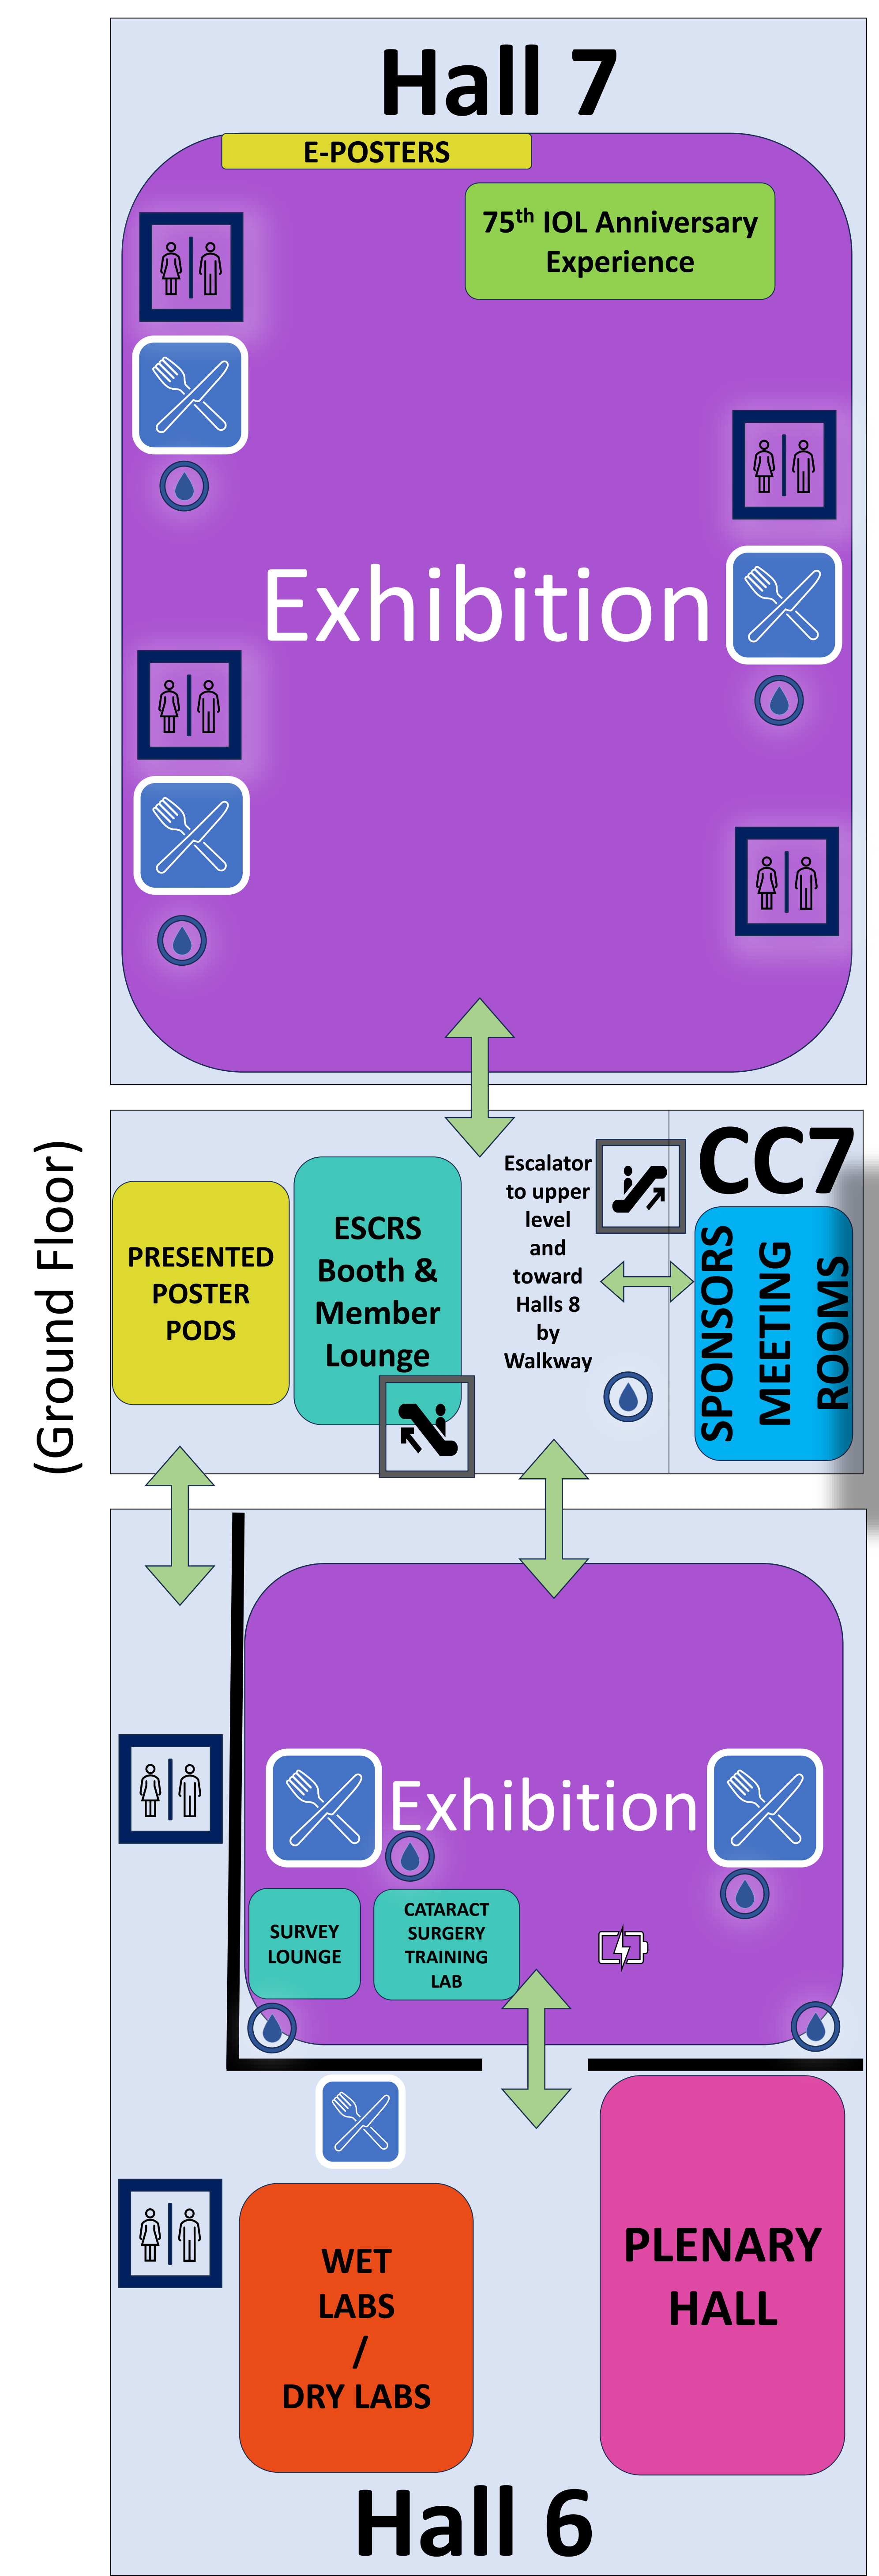 Hall 7
E-POSTERS
75th IOL Anniversary
Experience
Exhibition
(Ground Floor)
CC7
Escalator
to upper
level
and
toward
Halls 8
by
Walkway
PRESENTED
POSTER
PODS
ESCRS
Booth &
Member
Lounge
SPONSORS
MEETING
ROOMS
Exhibition
SURVEY
LOUNGE
CATARACT
SURGERY
TRAINING
LAB
WET
LABS
/
DRY LABS
PLENARY
HALL
Hall 6